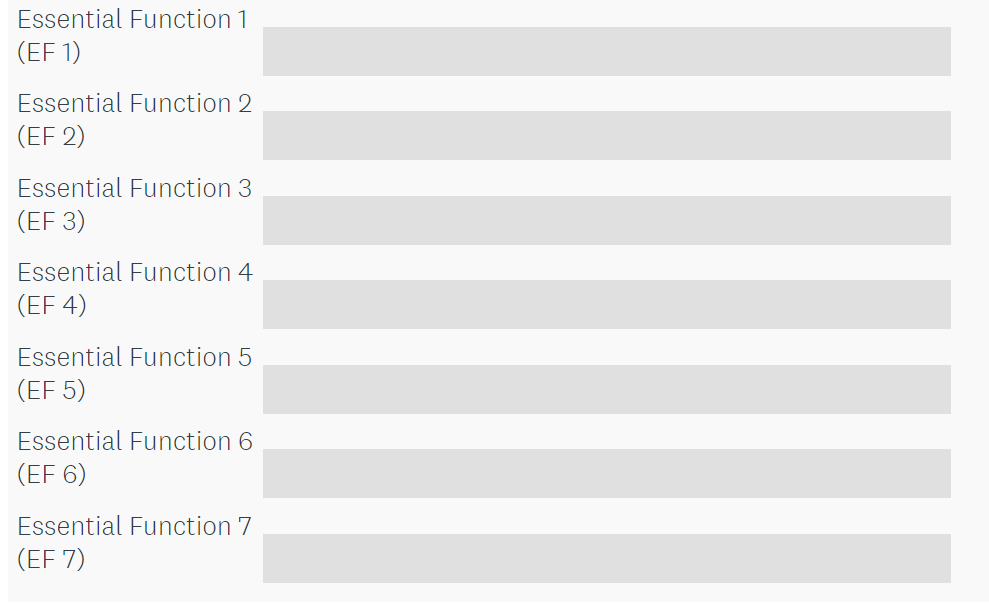 Essential Function 1
(EF 1)
Essential Function 2
(EF 2)
Essential Function 3
(EF 3)
Essential Function 4
(EF 4)
Essential Function 5
(EF 5)
Essential Function 6
(EF 6)
Essential Function 7
(EF 7)